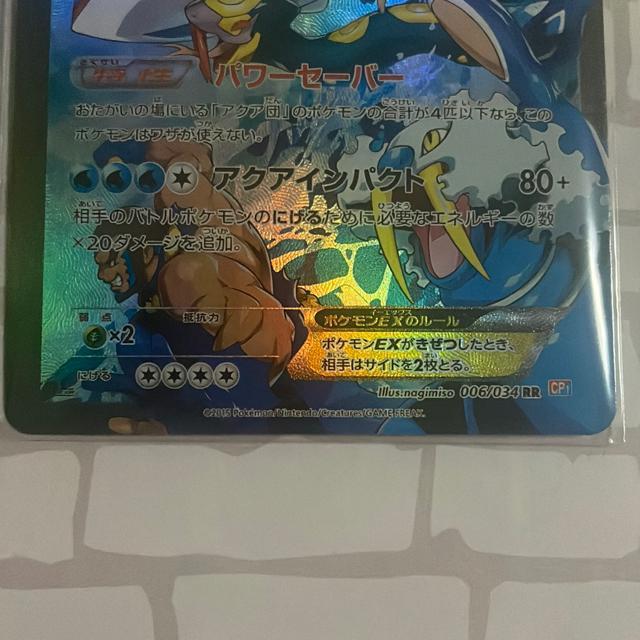 特性 パワーセーバー
おたがいの場にいる「アクア団」のポケモンの合計が4匹以下なら、この
ポケモンはワザが使えない。
アクアインパクト 80+
相手のバトルポケモンのにげるために必要なエネルギーの数
×20ダメージを追加。
弱点 抵抗力
×2
ポケモンEXのルール
ポケモンEXがきぜつしたとき、
相手はサイドを2枚とる。
にげる
Illus.nagimiso 006/034 RR CP1
©2015 Pokémon/Nintendo/Creatures/GAME FREAK.